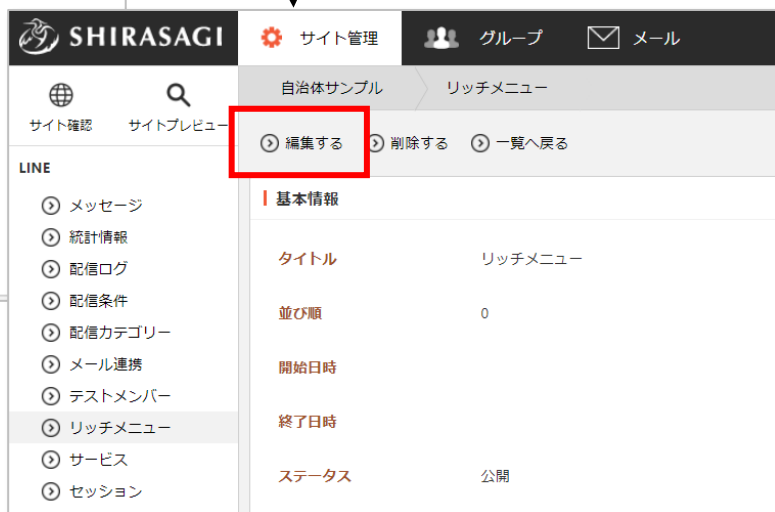 SHIRASAGI
サイト管理
グループ
メール
サイト確認
サイトプレビュー
自治体サンプル
リッチメニュー
編集する
削除する
一覧へ戻る
LINE
メッセージ
統計情報
配信ログ
配信条件
配信カテゴリー
メール連携
テストメンバー
リッチメニュー
サービス
セッション
基本情報
タイトル リッチメニュー
並び順 0
開始日時
終了日時
ステータス 公開